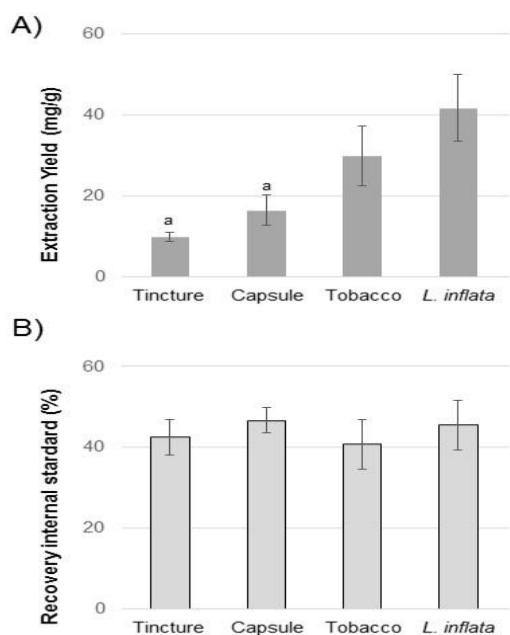 A)
Extraction Yield (mg/g)
60
40
20
0
a
a
Tincture Capsule Tobacco L. inflata
B)
Recovery internal stardard (%)
60
40
20
0
Tincture Capsule Tobacco L. inflata